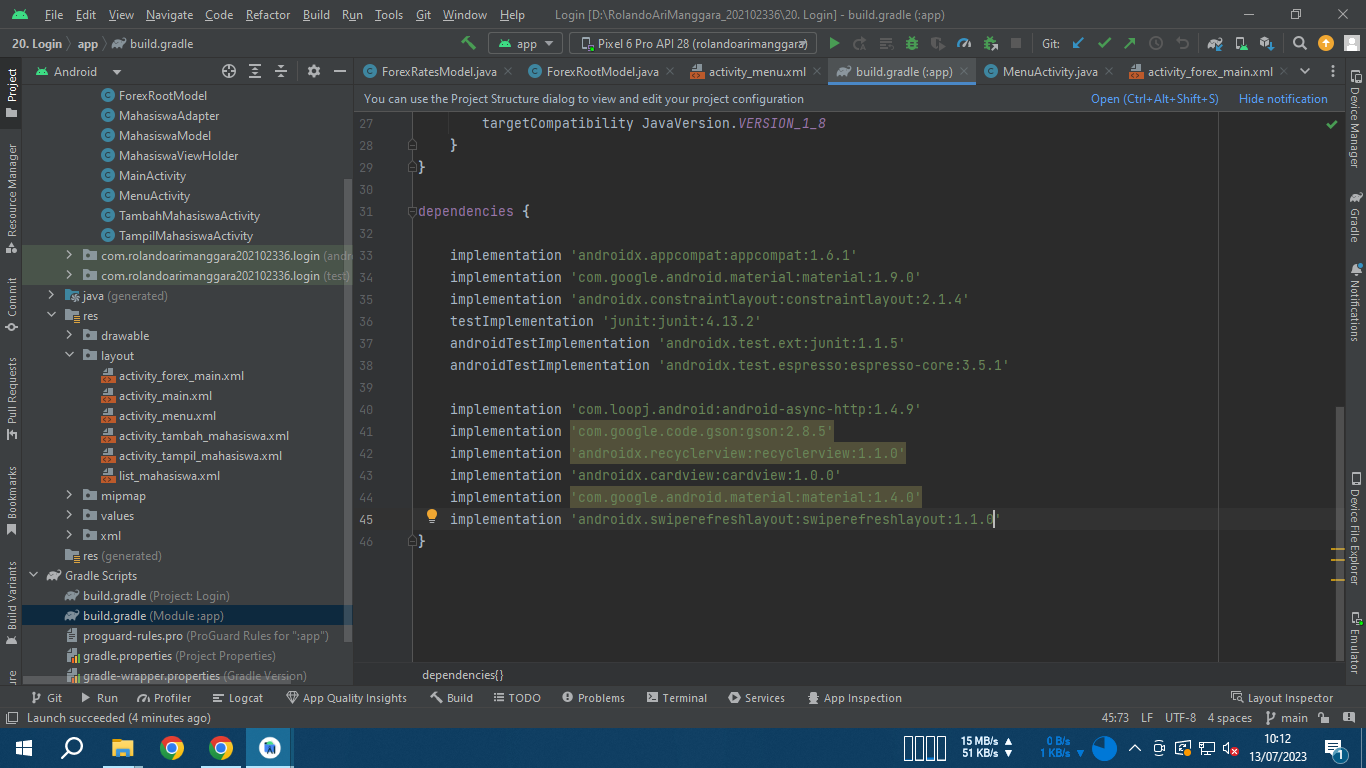 File Edit View Navigate Code Refactor Build Run Tools Git Window Help Login [D:\RolandoAriManggara_202102336\20. Login] - build.gradle (:app)
20. Login app build.gradle app Pixel 6 Pro API 28 (rolandoarimanggara) Git:
Android ForexRatesModel.java ForexRootModel.java activity_menu.xml build.gradle (:app) MenuActivity.java activity_forex_main.xml
You can use the Project Structure dialog to view and edit your project configuration Open (Ctrl+Alt+Shift+S) Hide notification
Project
Resource Manager
Commit
Pull Requests
Bookmarks
Build Variants
ForexRootModel
MahasiswaAdapter
MahasiswaModel
MahasiswaViewHolder
MainActivity
MenuActivity
TambahMahasiswaActivity
TampilMahasiswaActivity
com.rolandoarimanggara202102336.login (andr
com.rolandoarimanggara202102336.login (test)
java (generated)
res
drawable
layout
activity_forex_main.xml
activity_main.xml
activity_menu.xml
activity_tambah_mahasiswa.xml
activity_tampil_mahasiswa.xml
list_mahasiswa.xml
mipmap
values
xml
res (generated)
Gradle Scripts
build.gradle (Project: Login)
build.gradle (Module :app)
proguard-rules.pro (ProGuard Rules for ":app")
gradle.properties (Project Properties)
gradle-wrapper.properties (Gradle Version)
27 targetCompatibility JavaVersion.VERSION_1_8
28 }
29 }
30
31 dependencies {
32
33 implementation 'androidx.appcompat:appcompat:1.6.1'
34 implementation 'com.google.android.material:material:1.9.0'
35 implementation 'androidx.constraintlayout:constraintlayout:2.1.4'
36 testImplementation 'junit:junit:4.13.2'
37 androidTestImplementation 'androidx.test.ext:junit:1.1.5'
38 androidTestImplementation 'androidx.test.espresso:espresso-core:3.5.1'
39
40 implementation 'com.loopj.android:android-async-http:1.4.9'
41 implementation 'com.google.code.gson:gson:2.8.5'
42 implementation 'androidx.recyclerview:recyclerview:1.1.0'
43 implementation 'androidx.cardview:cardview:1.0.0'
44 implementation 'com.google.android.material:material:1.4.0'
45 implementation 'androidx.swiperefreshlayout:swiperefreshlayout:1.1.0'
46 }
dependencies{}
Device Manager
Gradle
Notifications
Device File Explorer
Emulator
Git Run Profiler Logcat App Quality Insights Build TODO Problems Terminal Services App Inspection Layout Inspector
Launch succeeded (4 minutes ago) 45:73 LF UTF-8 4 spaces main
15 MB/s
51 KB/s
0 B/s
1 KB/s
10:12
13/07/2023
1